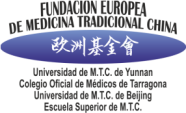 FUNDACION EUROPEA
DE MEDICINA TRADICIONAL CHINA
欧洲基金會
Universidad de M.T.C. de Yunnan
Colegio Oficial de Médicos de Tarragona
Universidad de M.T.C. de Beijing
Escuela Superior de M.T.C.